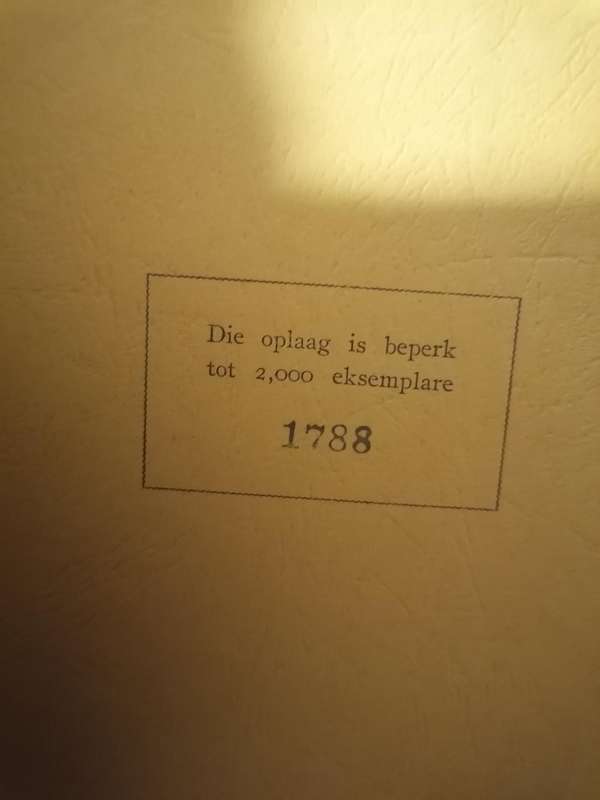 Die oplaag is beperk
tot 2,000 eksemplare
1788